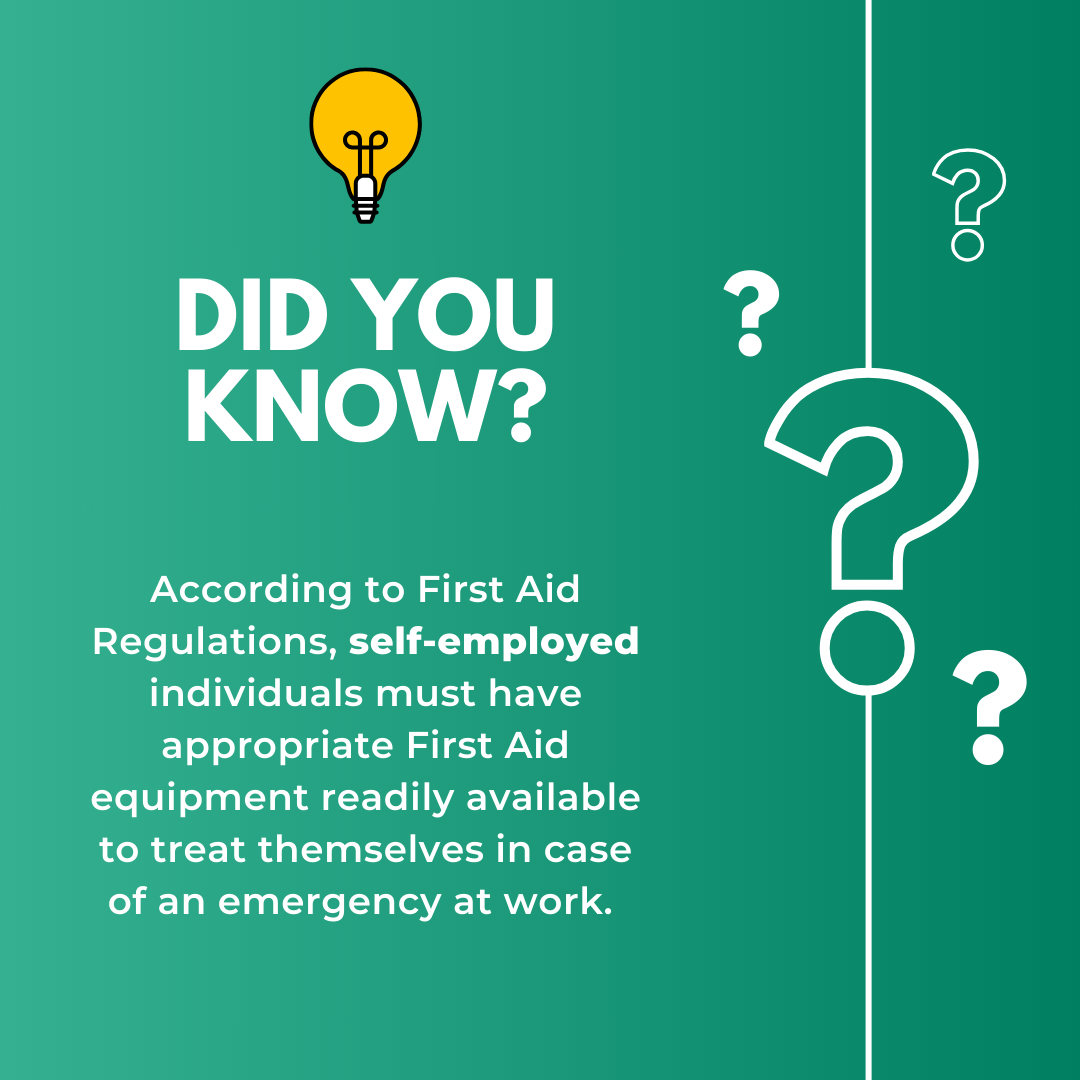 DID YOU
KNOW?
According to First Aid
Regulations, self-employed
individuals must have
appropriate First Aid
equipment readily available
to treat themselves in case
of an emergency at work.
?
?
?
?